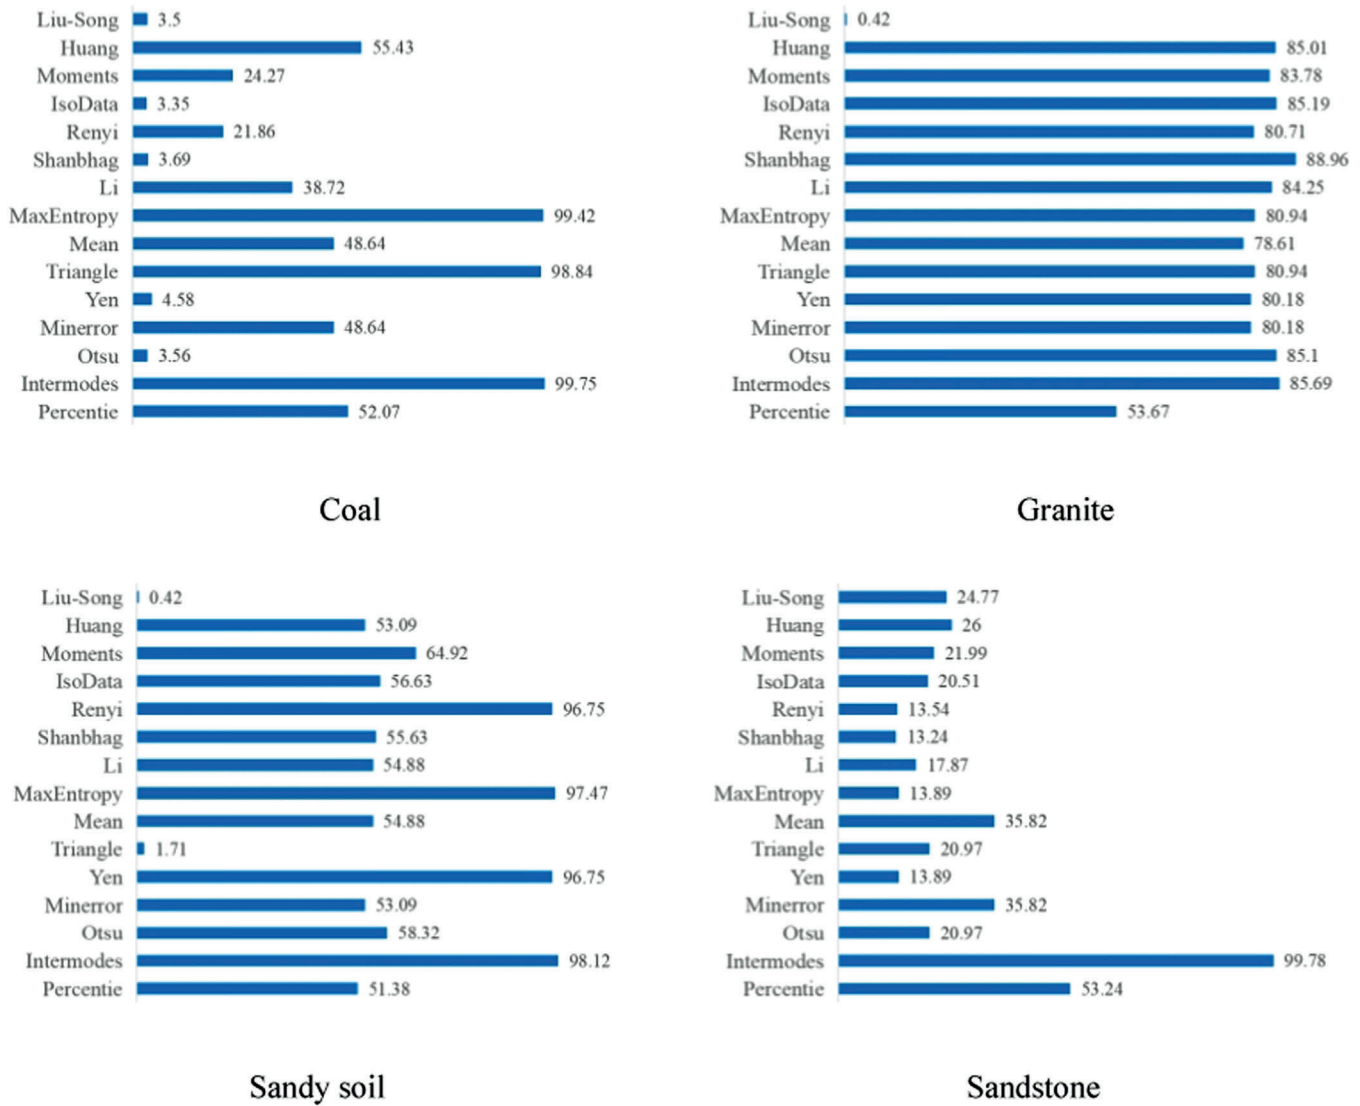 Liu-Song 3.5
Huang 55.43
Moments 24.27
IsoData 3.35
Renyi 21.86
Shanbhag 3.69
Li 38.72
MaxEntropy 99.42
Mean 48.64
Triangle 98.84
Yen 4.58
Minerror 48.64
Otsu 3.56
Intermodes 99.75
Percentie 52.07
Coal
Liu-Song 0.42
Huang 85.01
Moments 83.78
IsoData 85.19
Renyi 80.71
Shanbhag 88.96
Li 84.25
MaxEntropy 80.94
Mean 78.61
Triangle 80.94
Yen 80.18
Minerror 80.18
Otsu 85.1
Intermodes 85.69
Percentie 53.67
Granite
Liu-Song 0.42
Huang 53.09
Moments 64.92
IsoData 56.63
Renyi 96.75
Shanbhag 55.63
Li 54.88
MaxEntropy 97.47
Mean 54.88
Triangle 1.71
Yen 96.75
Minerror 53.09
Otsu 58.32
Intermodes 98.12
Percentie 51.38
Sandy soil
Liu-Song 24.77
Huang 26
Moments 21.99
IsoData 20.51
Renyi 13.54
Shanbhag 13.24
Li 17.87
MaxEntropy 13.89
Mean 35.82
Triangle 20.97
Yen 13.89
Minerror 35.82
Otsu 20.97
Intermodes 99.78
Percentie 53.24
Sandstone